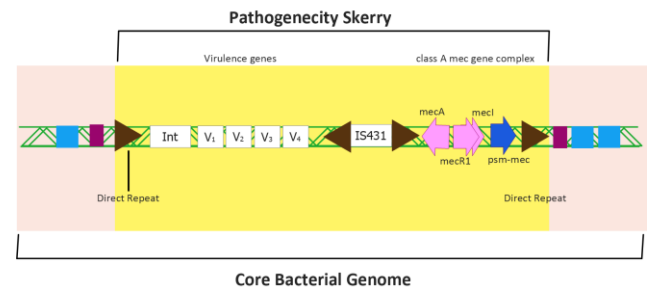 Pathogenecity Skerry
Virulence genes
class A mec gene complex
mecA
mecI
Int
V1
V2
V3
V4
IS431
mecR1
psm-mec
Direct Repeat
Direct Repeat
Core Bacterial Genome